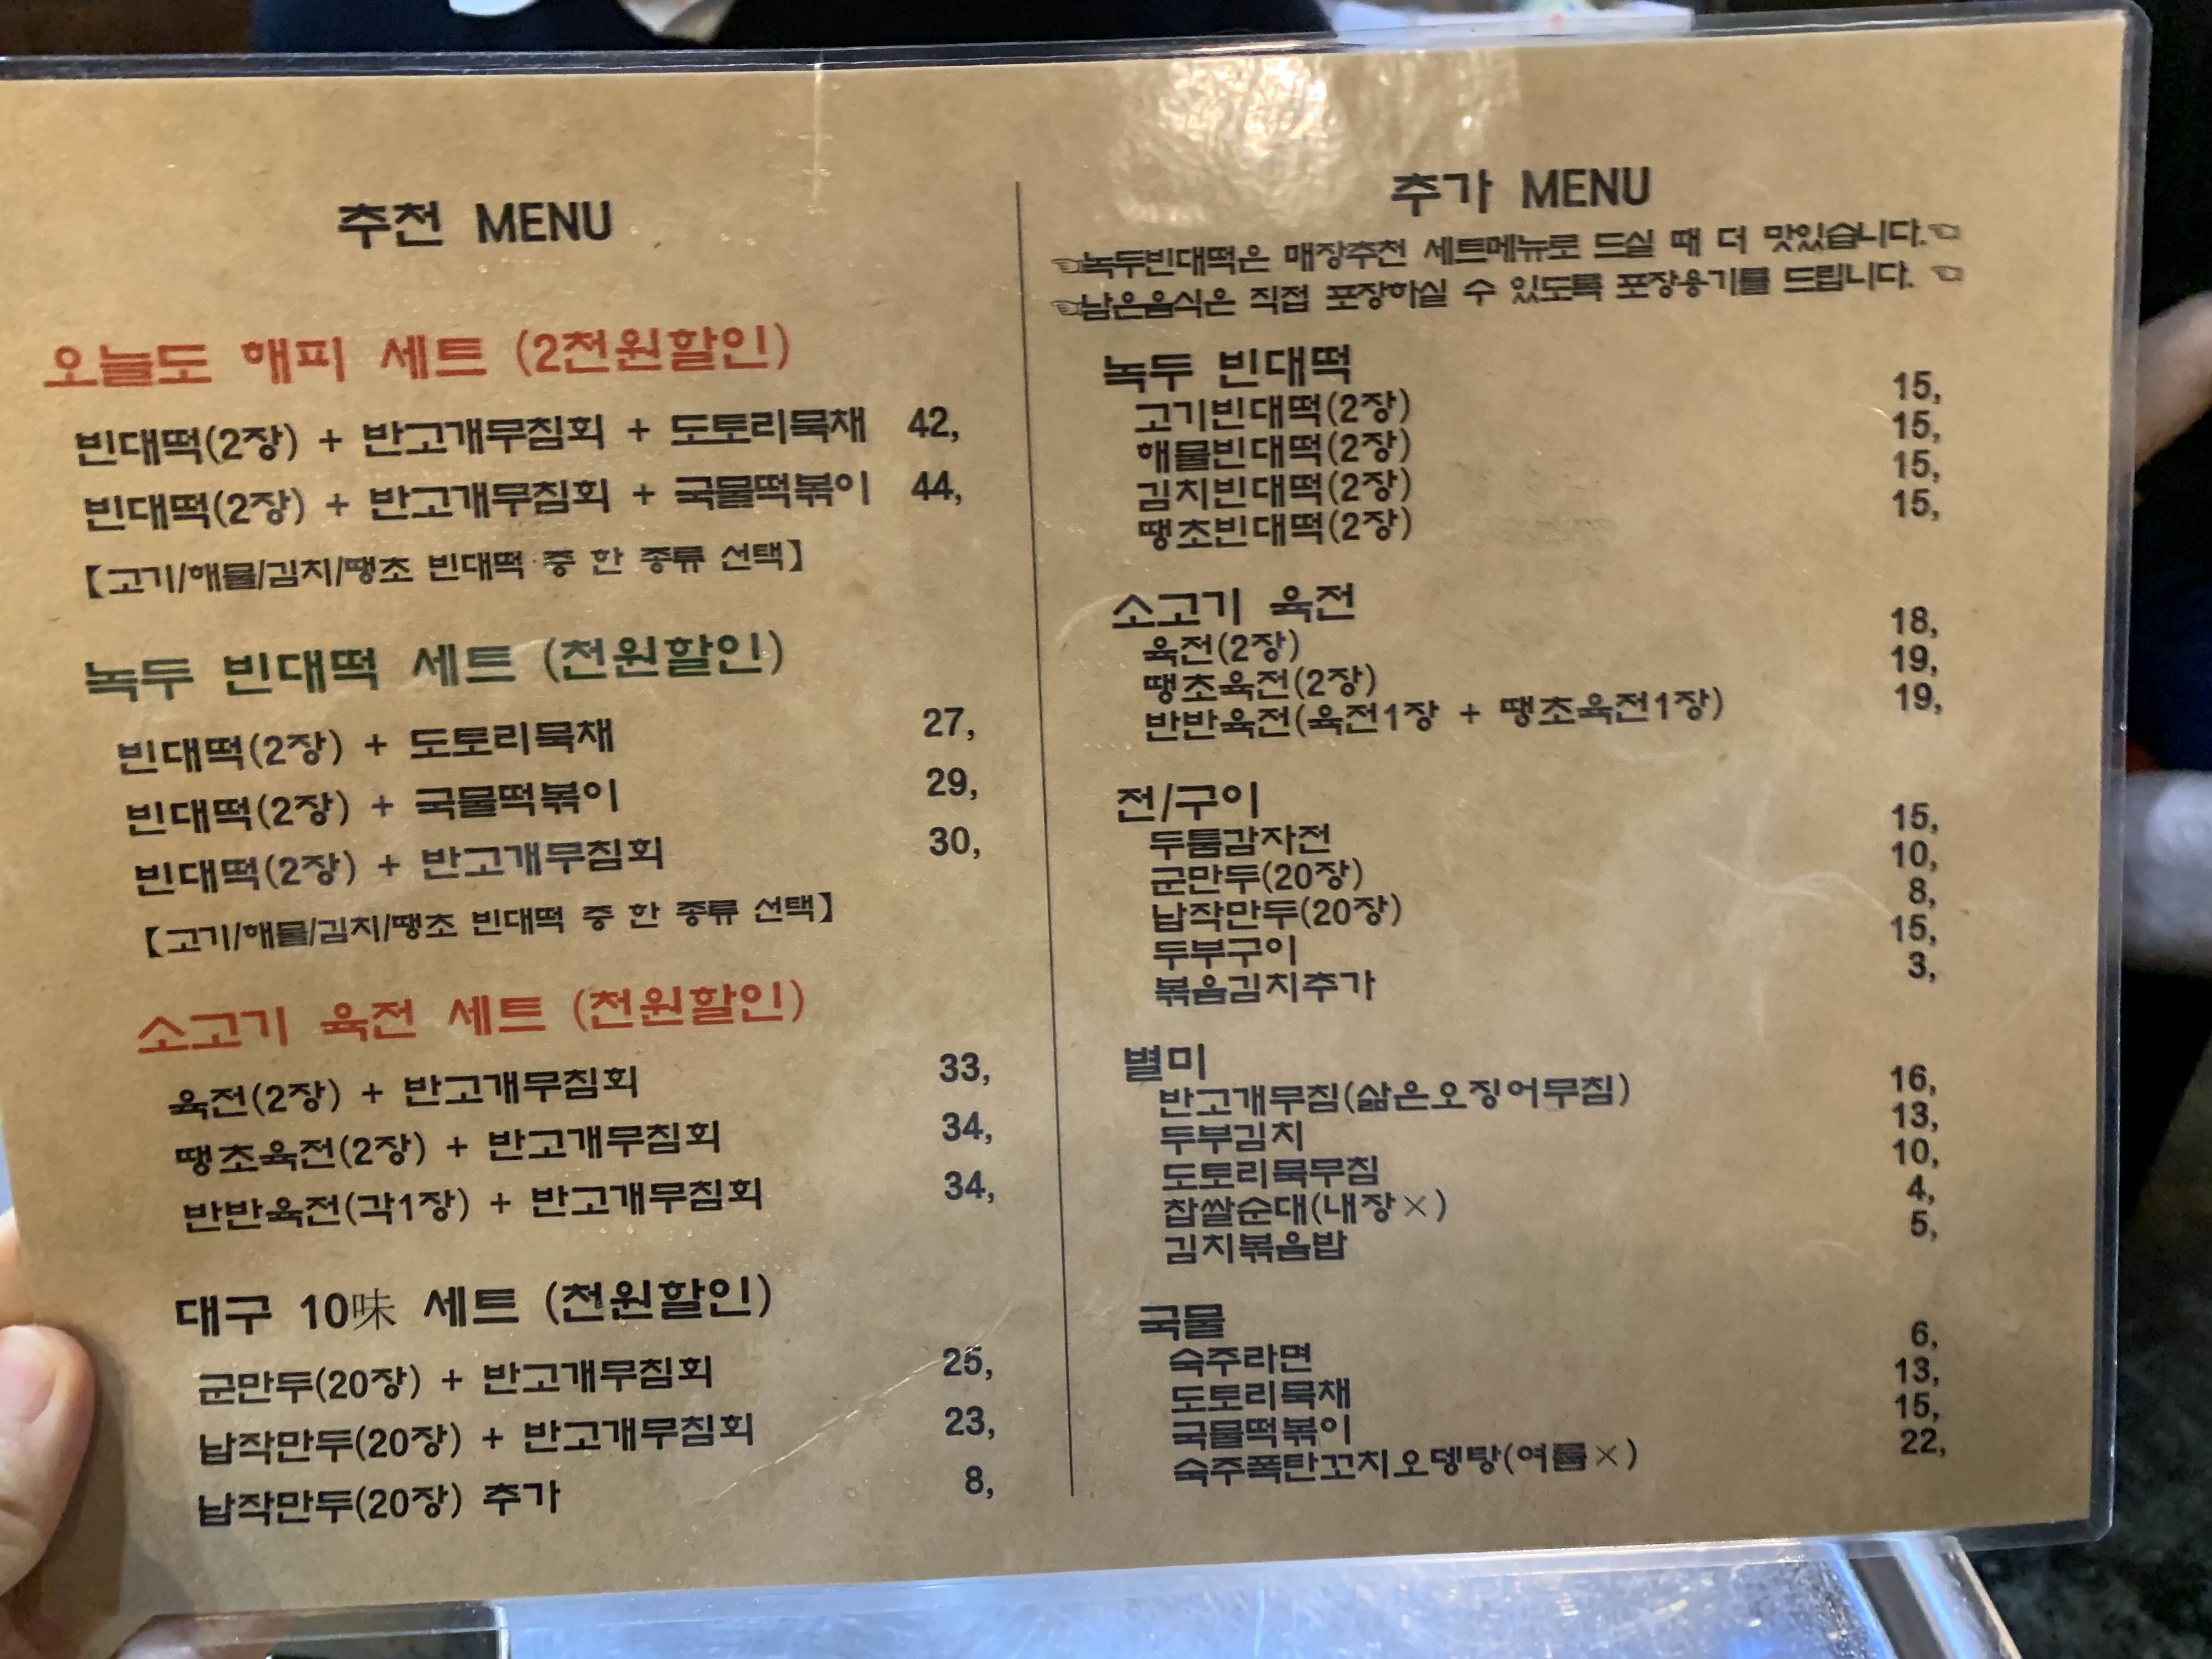 추천 MENU
오늘도 해피 세트 (2천원할인)
빈대떡(2장) + 반고개무침회 + 도토리묵채 42,
빈대떡(2장) + 반고개무침회 + 국물떡볶이 44,
【고기/해물/김치/땡초 빈대떡 중 한 종류 선택】
녹두 빈대떡 세트 (천원할인)
빈대떡(2장) + 도토리묵채 27,
빈대떡(2장) + 국물떡볶이 29,
빈대떡(2장) + 반고개무침회 30,
【고기/해물/김치/땡초 빈대떡 중 한 종류 선택】
소고기 육전 세트 (천원할인)
육전(2장) + 반고개무침회 33,
땡초육전(2장) + 반고개무침회 34,
반반육전(각1장) + 반고개무침회 34,
대구 10味 세트 (천원할인)
군만두(20장) + 반고개무침회 25,
납작만두(20장) + 반고개무침회 23,
납작만두(20장) 추가 8,
추가 MENU
☜녹두빈대떡은 매장추천 세트메뉴로 드실 때 더 맛있습니다.☜
☜남은음식은 직접 포장하실 수 있도록 포장용기를 드립니다. ☜
녹두 빈대떡
고기빈대떡(2장) 15,
해물빈대떡(2장) 15,
김치빈대떡(2장) 15,
땡초빈대떡(2장) 15,
소고기 육전
육전(2장) 18,
땡초육전(2장) 19,
반반육전(육전1장 + 땡초육전1장) 19,
전/구이
두툼감자전 15,
군만두(20장) 10,
납작만두(20장) 8,
두부구이 15,
볶음김치추가 3,
별미
반고개무침(삶은오징어무침) 16,
두부김치 13,
도토리묵무침 10,
찹쌀순대(내장×) 4,
김치볶음밥 5,
국물
숙주라면 6,
도토리묵채 13,
국물떡볶이 15,
숙주폭탄꼬치오뎅탕(여름×) 22,